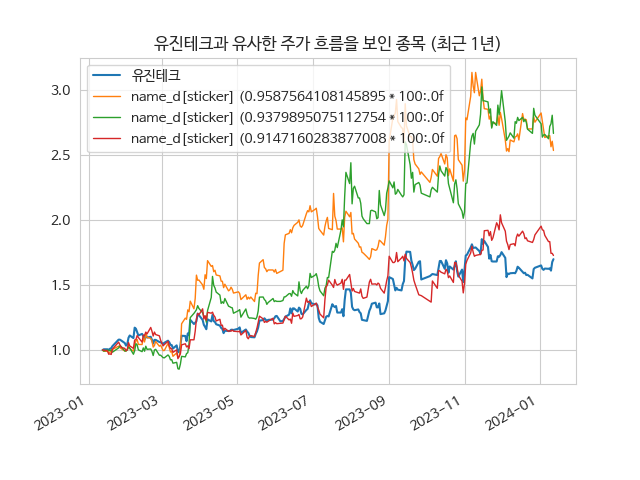 유진테크과 유사한 주가 흐름을 보인 종목 (최근 1년)
유진테크
name_d[sticker] (0.9587564108145895 * 100:.0f
name_d[sticker] (0.9379895075112754 * 100:.0f
name_d[sticker] (0.9147160283877008 * 100:.0f
3.0
2.5
2.0
1.5
1.0
2023-01
2023-03
2023-05
2023-07
2023-09
2023-11
2024-01